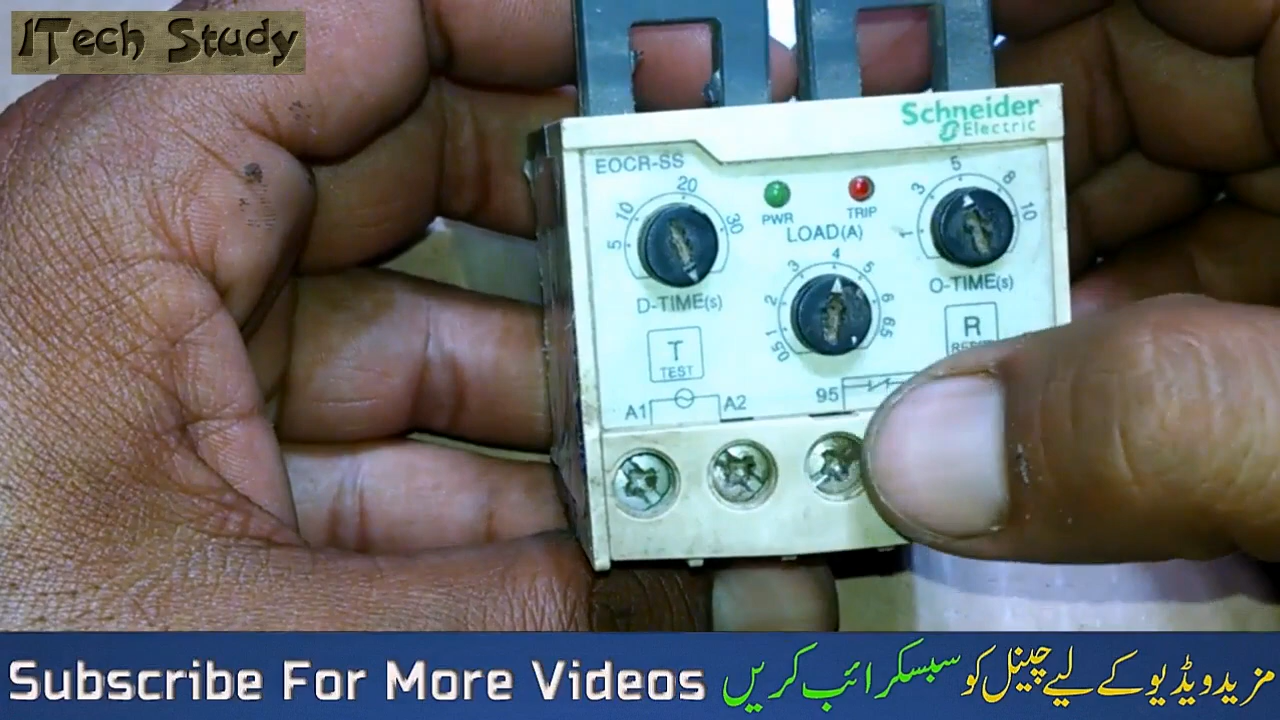 ITech Study
Schneider
Electric
EOCR-SS
5 10 20 30
D-TIME(s)
PWR
TRIP
LOAD(A)
0.5 1 2 3 4 5 6 6.5
1 3 5 8 10
O-TIME(s)
T
TEST
R
A1 A2
95
Subscribe For More Videos مزید ویڈیو کے لیے چینل کو سبسکرائب کریں